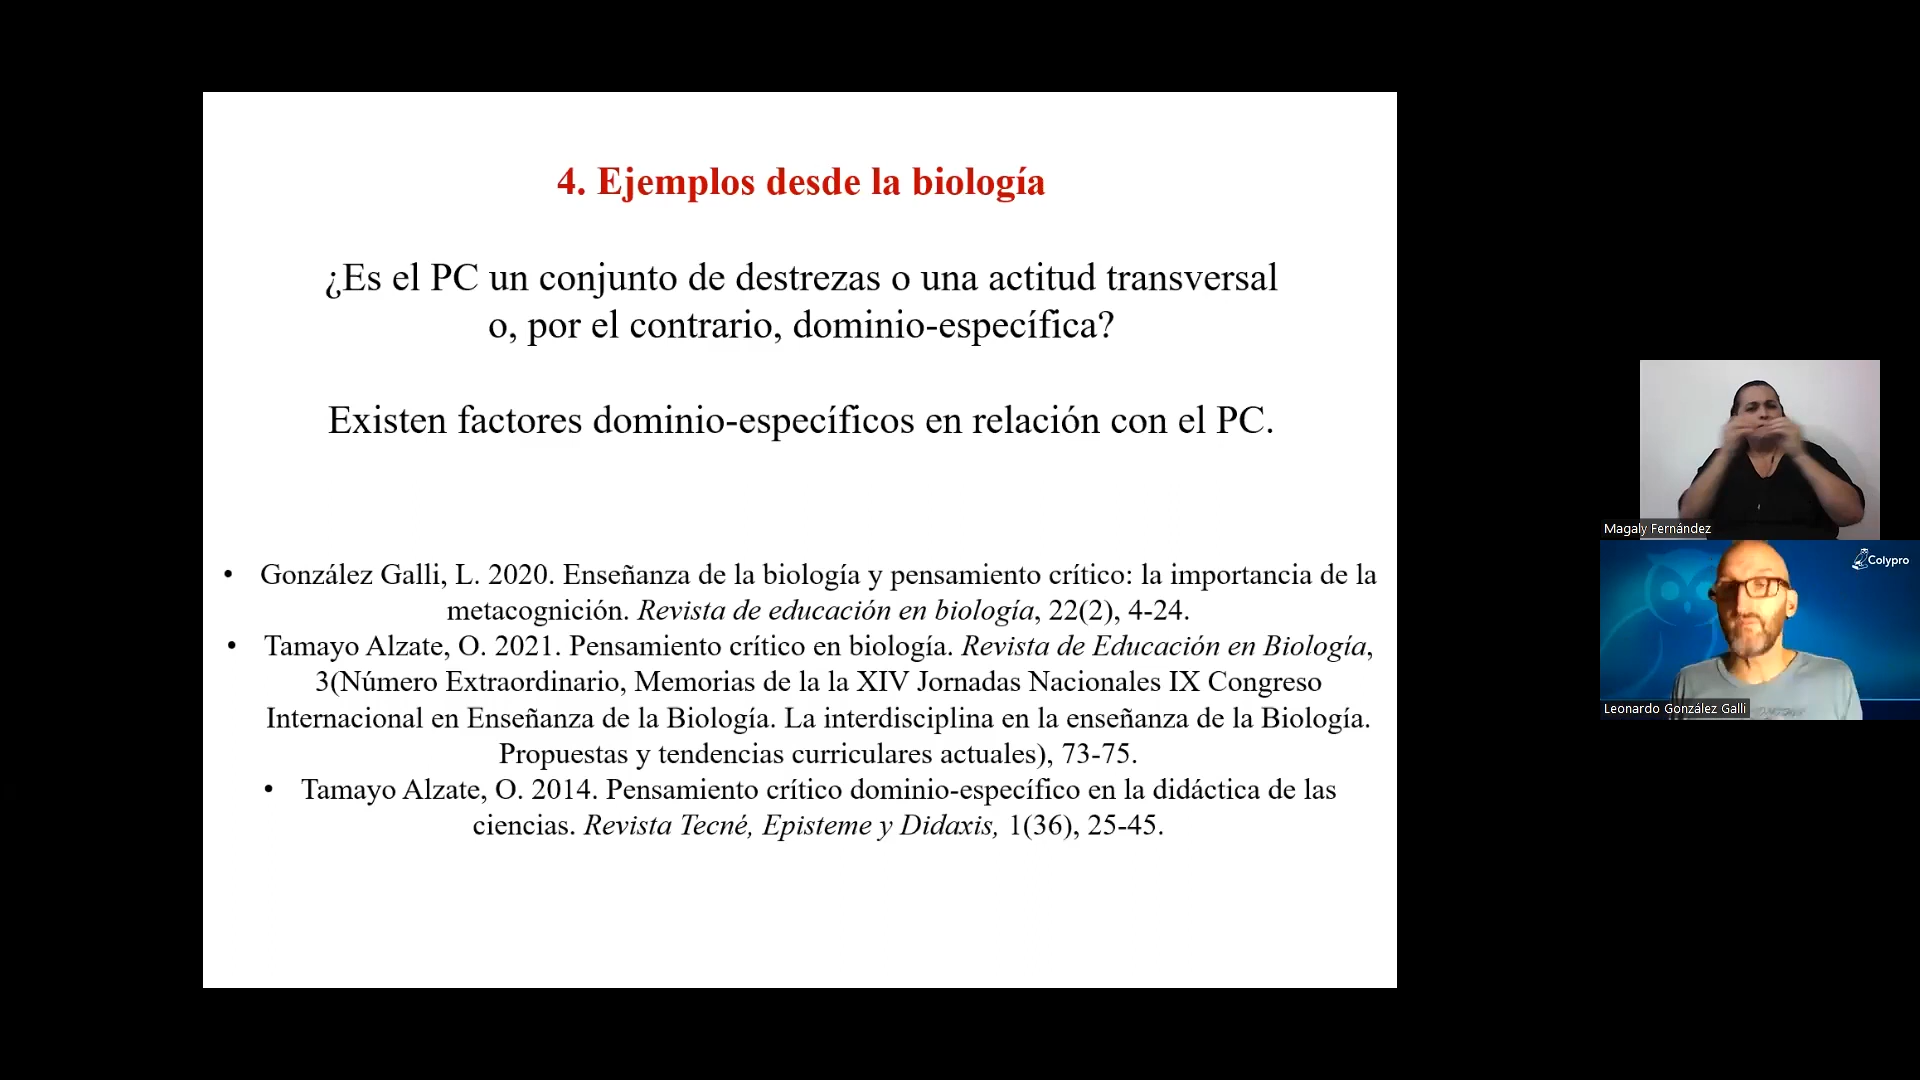 4. Ejemplos desde la biología
¿Es el PC un conjunto de destrezas o una actitud transversal
o, por el contrario, dominio-específica?
Existen factores dominio-específicos en relación con el PC.
• González Galli, L. 2020. Enseñanza de la biología y pensamiento crítico: la importancia de la
metacognición. Revista de educación en biología, 22(2), 4-24.
• Tamayo Alzate, O. 2021. Pensamiento crítico en biología. Revista de Educación en Biología,
3(Número Extraordinario, Memorias de la la XIV Jornadas Nacionales IX Congreso
Internacional en Enseñanza de la Biología. La interdisciplina en la enseñanza de la Biología.
Propuestas y tendencias curriculares actuales), 73-75.
• Tamayo Alzate, O. 2014. Pensamiento crítico dominio-específico en la didáctica de las
ciencias. Revista Tecné, Episteme y Didaxis, 1(36), 25-45.
Magaly Fernández
Colypro
Leonardo González Galli